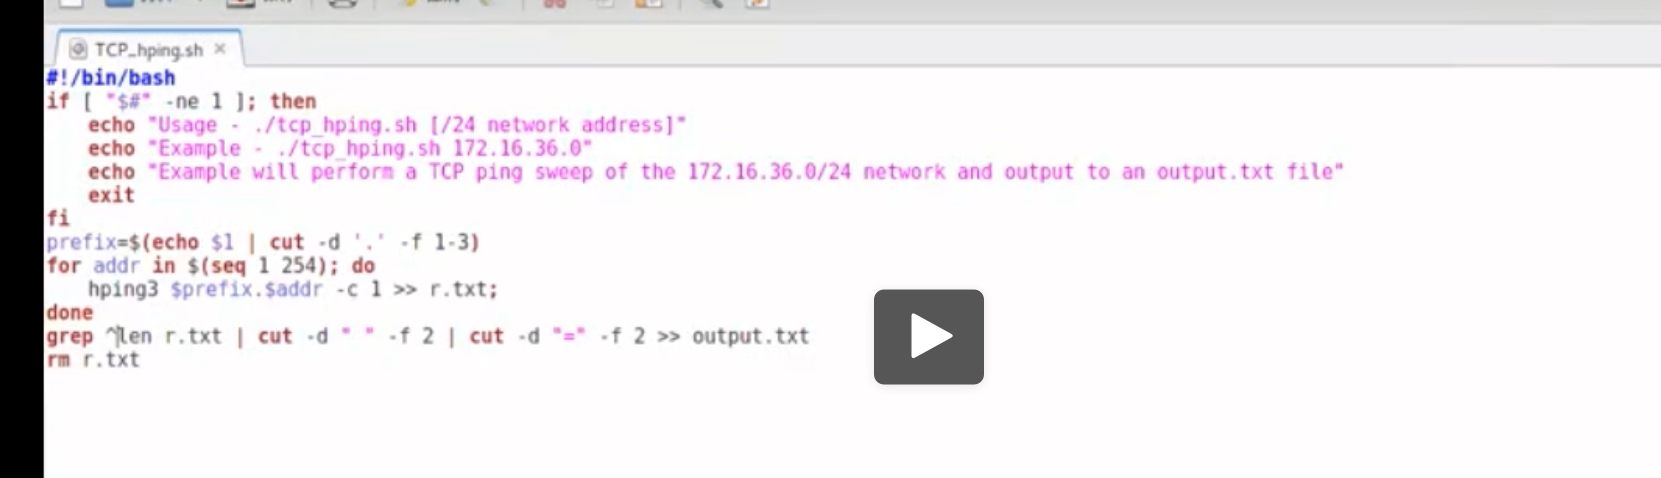 TCP_hping.sh ×
#!/bin/bash
if [ "$#" -ne 1 ]; then
    echo "Usage - ./tcp_hping.sh [/24 network address]"
    echo "Example - ./tcp_hping.sh 172.16.36.0"
    echo "Example will perform a TCP ping sweep of the 172.16.36.0/24 network and output to an output.txt file"
    exit
fi
prefix=$(echo $1 | cut -d '.' -f 1-3)
for addr in $(seq 1 254); do
    hping3 $prefix.$addr -c 1 >> r.txt;
done
grep ^len r.txt | cut -d " " -f 2 | cut -d "=" -f 2 >> output.txt
rm r.txt